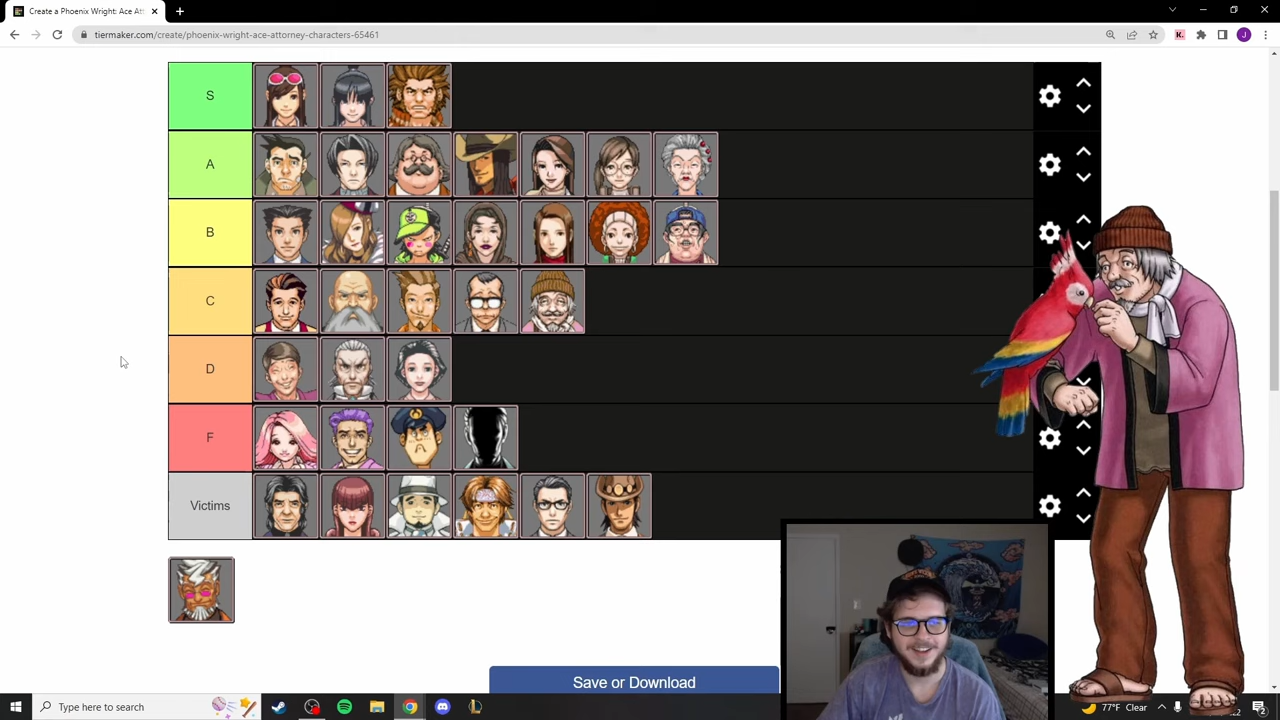 Create a Phoenix Wright: Ace Att
tiermaker.com/create/phoenix-wright-ace-attorney-characters-65461
K
J
S
A
B
C
D
F
Victims
Save or Download
Type here to search
77°F Clear
2